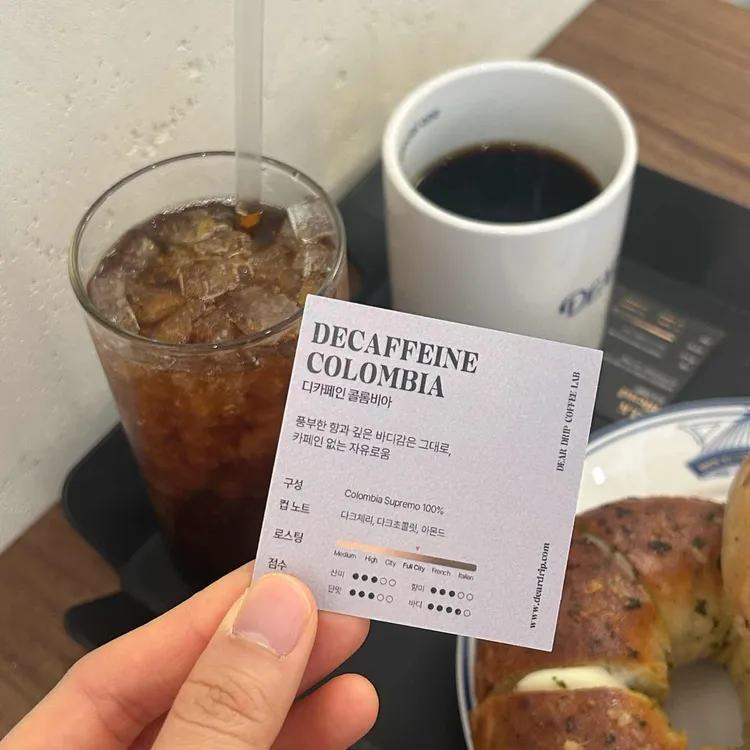 DECAFFEINE
COLOMBIA
디카페인 콜롬비아
풍부한 향과 깊은 바디감은 그대로,
카페인 없는 자유로움
구성 Colombia Supremo 100%
컵 노트 다크체리, 다크초콜릿, 아몬드
로스팅
Medium High City Full City French Italian
점수
산미 ●●●○○ 향미 ●●●○○
단맛 ●●●○○ 바디
DEAR DRIP COFFEE LAB
www.deardrip.com
DEAR